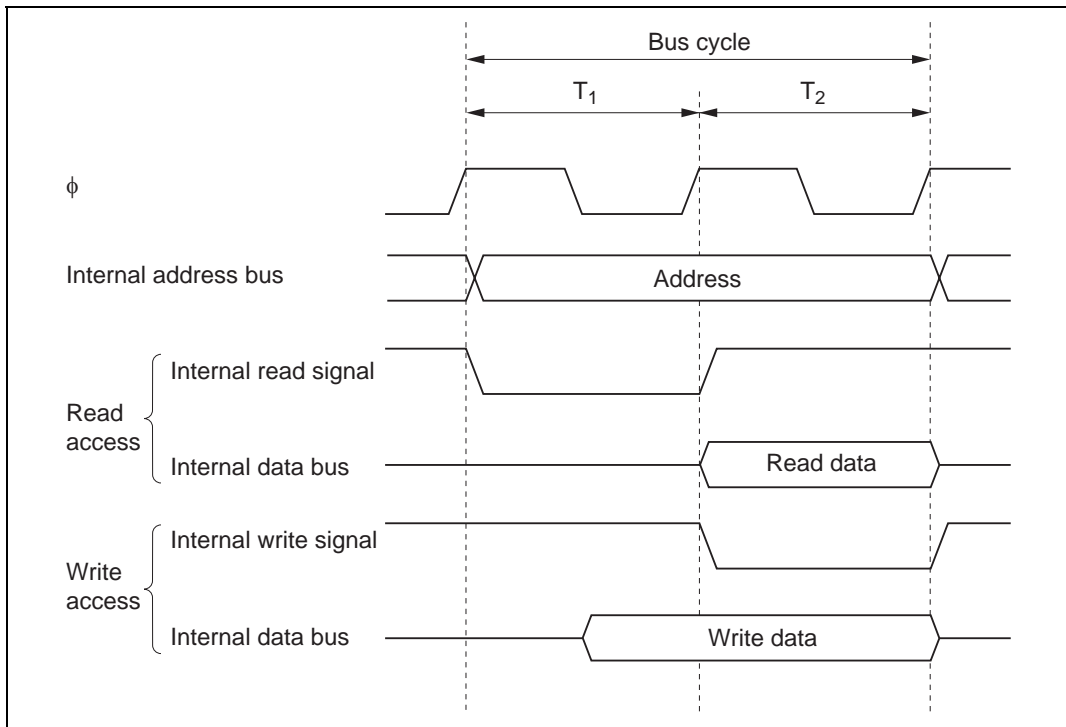 Bus cycle
T1 T2
φ
Internal address bus Address
Internal read signal
Read
access
Internal data bus Read data
Internal write signal
Write
access
Internal data bus Write data